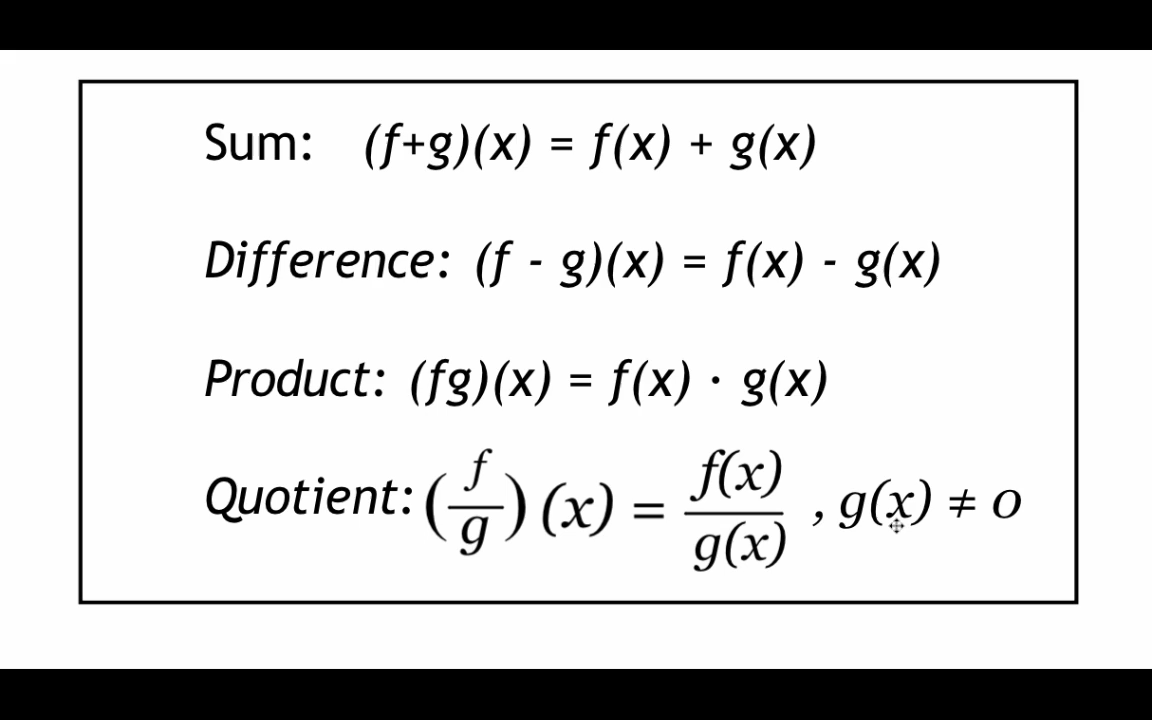 Sum: (f+g)(x) = f(x) + g(x)
Difference: (f - g)(x) = f(x) - g(x)
Product: (fg)(x) = f(x) · g(x)
Quotient: (f/g)(x) = f(x)/g(x) , g(x) ≠ 0